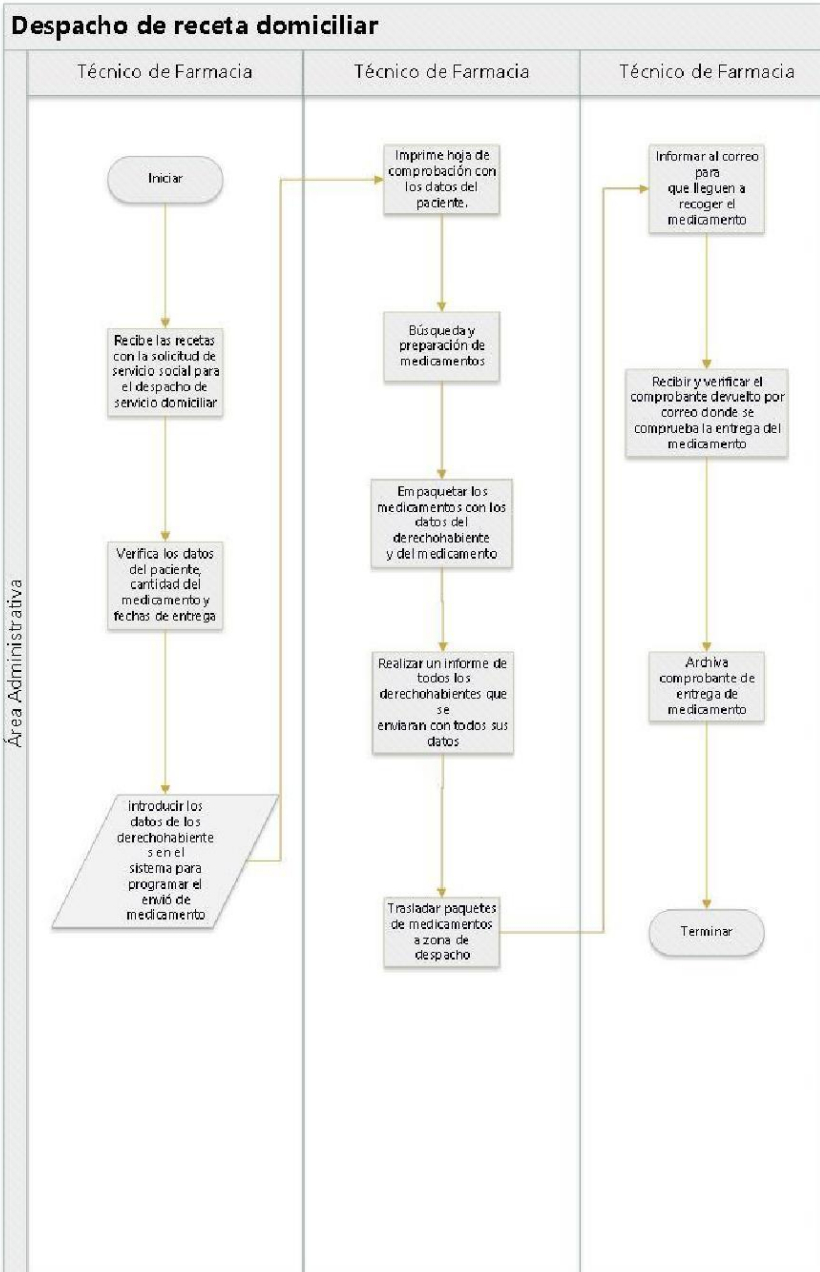 Despacho de receta domiciliar
Técnico de Farmacia
Técnico de Farmacia
Técnico de Farmacia
Área Administrativa
Iniciar
Recibe las recetas
con la solicitud de
servicio social para
el despacho de
servicio domiciliar
Verifica los datos
del paciente,
cantidad del
medicamento y
fechas de entrega
introducir los
datos de los
derechohabiente
s en el
sistema para
programar el
envió de
medicamento
Imprime hoja de
comprobación con
los datos del
paciente.
Búsqueda y
preparación de
medicamentos
Empaquetar los
medicamentos con los
datos del
derechohabiente
y del medicamento
Realizar un informe de
todos los
derechohabientes que
se
enviaran con todos sus
datos
Trasladar paquetes
de medicamentos
a zona de
despacho
Informar al correo
para
que lleguen a
recoger el
medicamento
Recibir y verificar el
comprobante devuelto por
correo donde se
comprueba la entrega del
medicamento
Archiva
comprobante de
entrega de
medicamento
Terminar